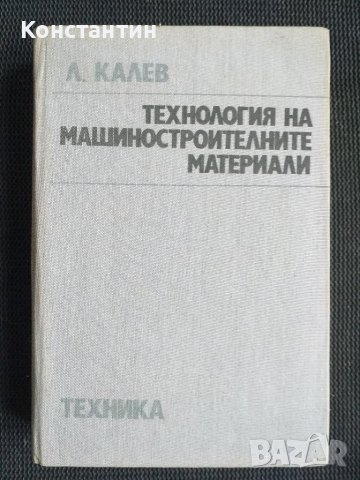 Константин
Л. КАЛЕВ
ТЕХНОЛОГИЯ НА
МАШИНОСТРОИТЕЛНИТЕ
МАТЕРИАЛИ
ТЕХНИКА
BAZAR